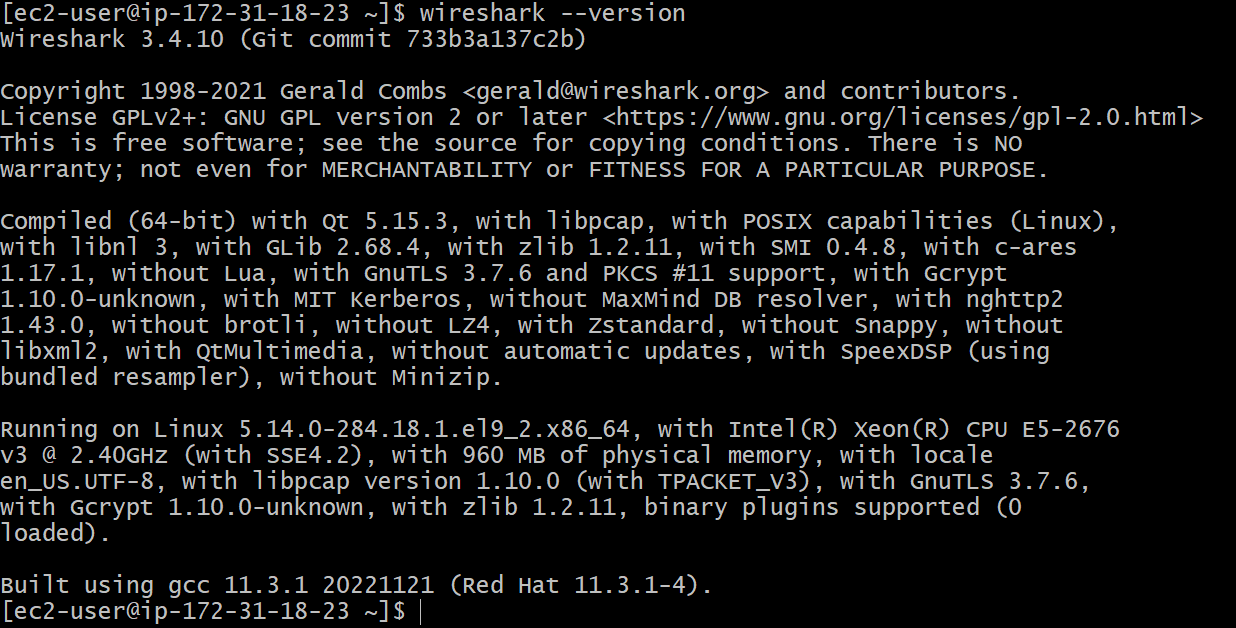 [ec2-user@ip-172-31-18-23 ~]$ wireshark --version
Wireshark 3.4.10 (Git commit 733b3a137c2b)
Copyright 1998-2021 Gerald Combs <gerald@wireshark.org> and contributors.
License GPLv2+: GNU GPL version 2 or later <https://www.gnu.org/licenses/gpl-2.0.html>
This is free software; see the source for copying conditions. There is NO
warranty; not even for MERCHANTABILITY or FITNESS FOR A PARTICULAR PURPOSE.
Compiled (64-bit) with Qt 5.15.3, with libpcap, with POSIX capabilities (Linux),
with libnl 3, with GLib 2.68.4, with zlib 1.2.11, with SMI 0.4.8, with c-ares
1.17.1, without Lua, with GnuTLS 3.7.6 and PKCS #11 support, with Gcrypt
1.10.0-unknown, with MIT Kerberos, without MaxMind DB resolver, with nghttp2
1.43.0, without brotli, without LZ4, with Zstandard, without Snappy, without
libxml2, with QtMultimedia, without automatic updates, with SpeexDSP (using
bundled resampler), without Minizip.
Running on Linux 5.14.0-284.18.1.el9_2.x86_64, with Intel(R) Xeon(R) CPU E5-2676
v3 @ 2.40GHz (with SSE4.2), with 960 MB of physical memory, with locale
en_US.UTF-8, with libpcap version 1.10.0 (with TPACKET_V3), with GnuTLS 3.7.6,
with Gcrypt 1.10.0-unknown, with zlib 1.2.11, binary plugins supported (0
loaded).
Built using gcc 11.3.1 20221121 (Red Hat 11.3.1-4).
[ec2-user@ip-172-31-18-23 ~]$